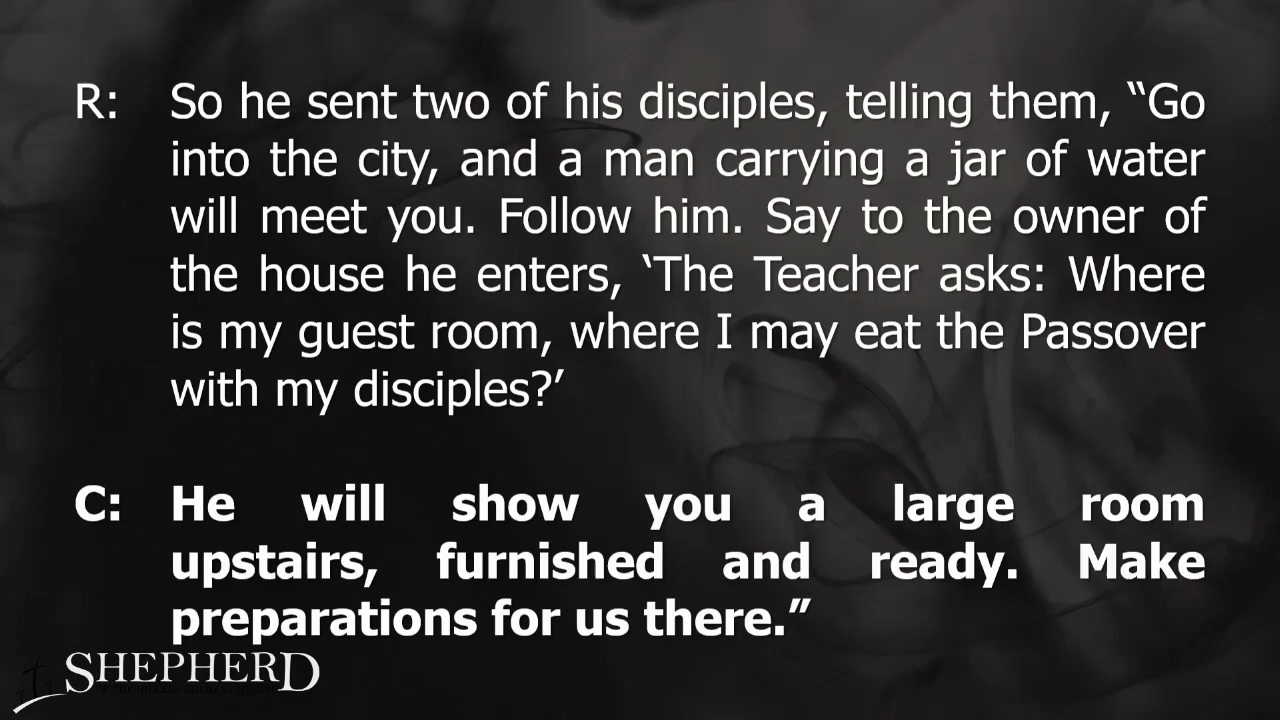 R: So he sent two of his disciples, telling them, “Go
into the city, and a man carrying a jar of water
will meet you. Follow him. Say to the owner of
the house he enters, ‘The Teacher asks: Where
is my guest room, where I may eat the Passover
with my disciples?’
C: He will show you a large room
upstairs, furnished and ready. Make
preparations for us there.”
SHEPHERD